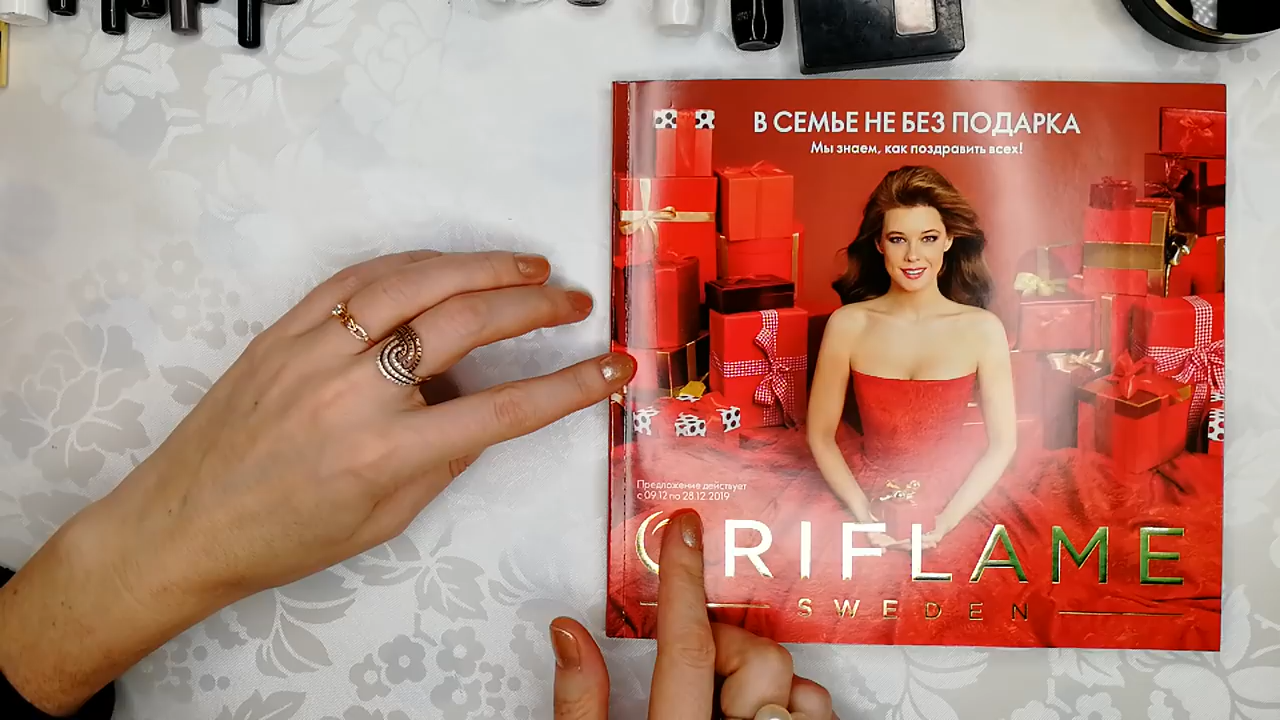 В СЕМЬЕ НЕ БЕЗ ПОДАРКА
Мы знаем, как поздравить всех!
Предложение действует
с 09.12 по 28.12.2019
ORIFLAME
SWEDEN